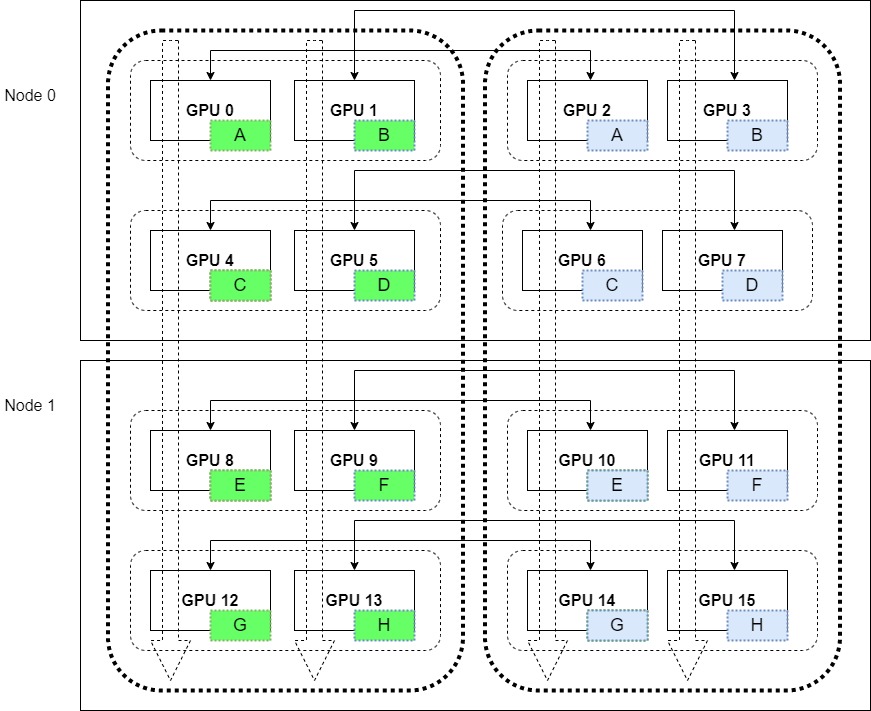 Node 0
GPU 0
A
GPU 1
B
GPU 2
A
GPU 3
B
GPU 4
C
GPU 5
D
GPU 6
C
GPU 7
D
Node 1
GPU 8
E
GPU 9
F
GPU 10
E
GPU 11
F
GPU 12
G
GPU 13
H
GPU 14
G
GPU 15
H